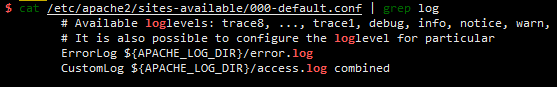 $ cat /etc/apache2/sites-available/000-default.conf | grep log
# Available loglevels: trace8, ..., trace1, debug, info, notice, warn,
# It is also possible to configure the loglevel for particular
ErrorLog ${APACHE_LOG_DIR}/error.log
CustomLog ${APACHE_LOG_DIR}/access.log combined